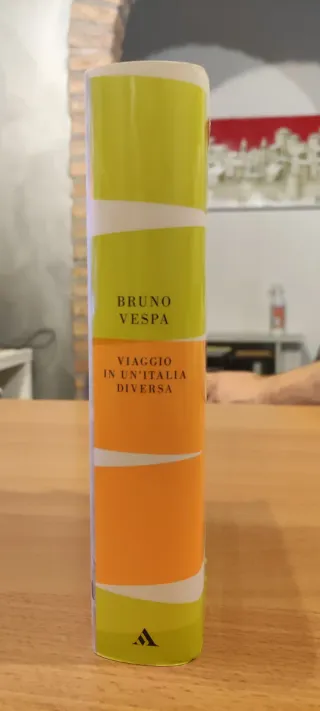 BRUNO
VESPA
VIAGGIO
IN UN'ITALIA
DIVERSA